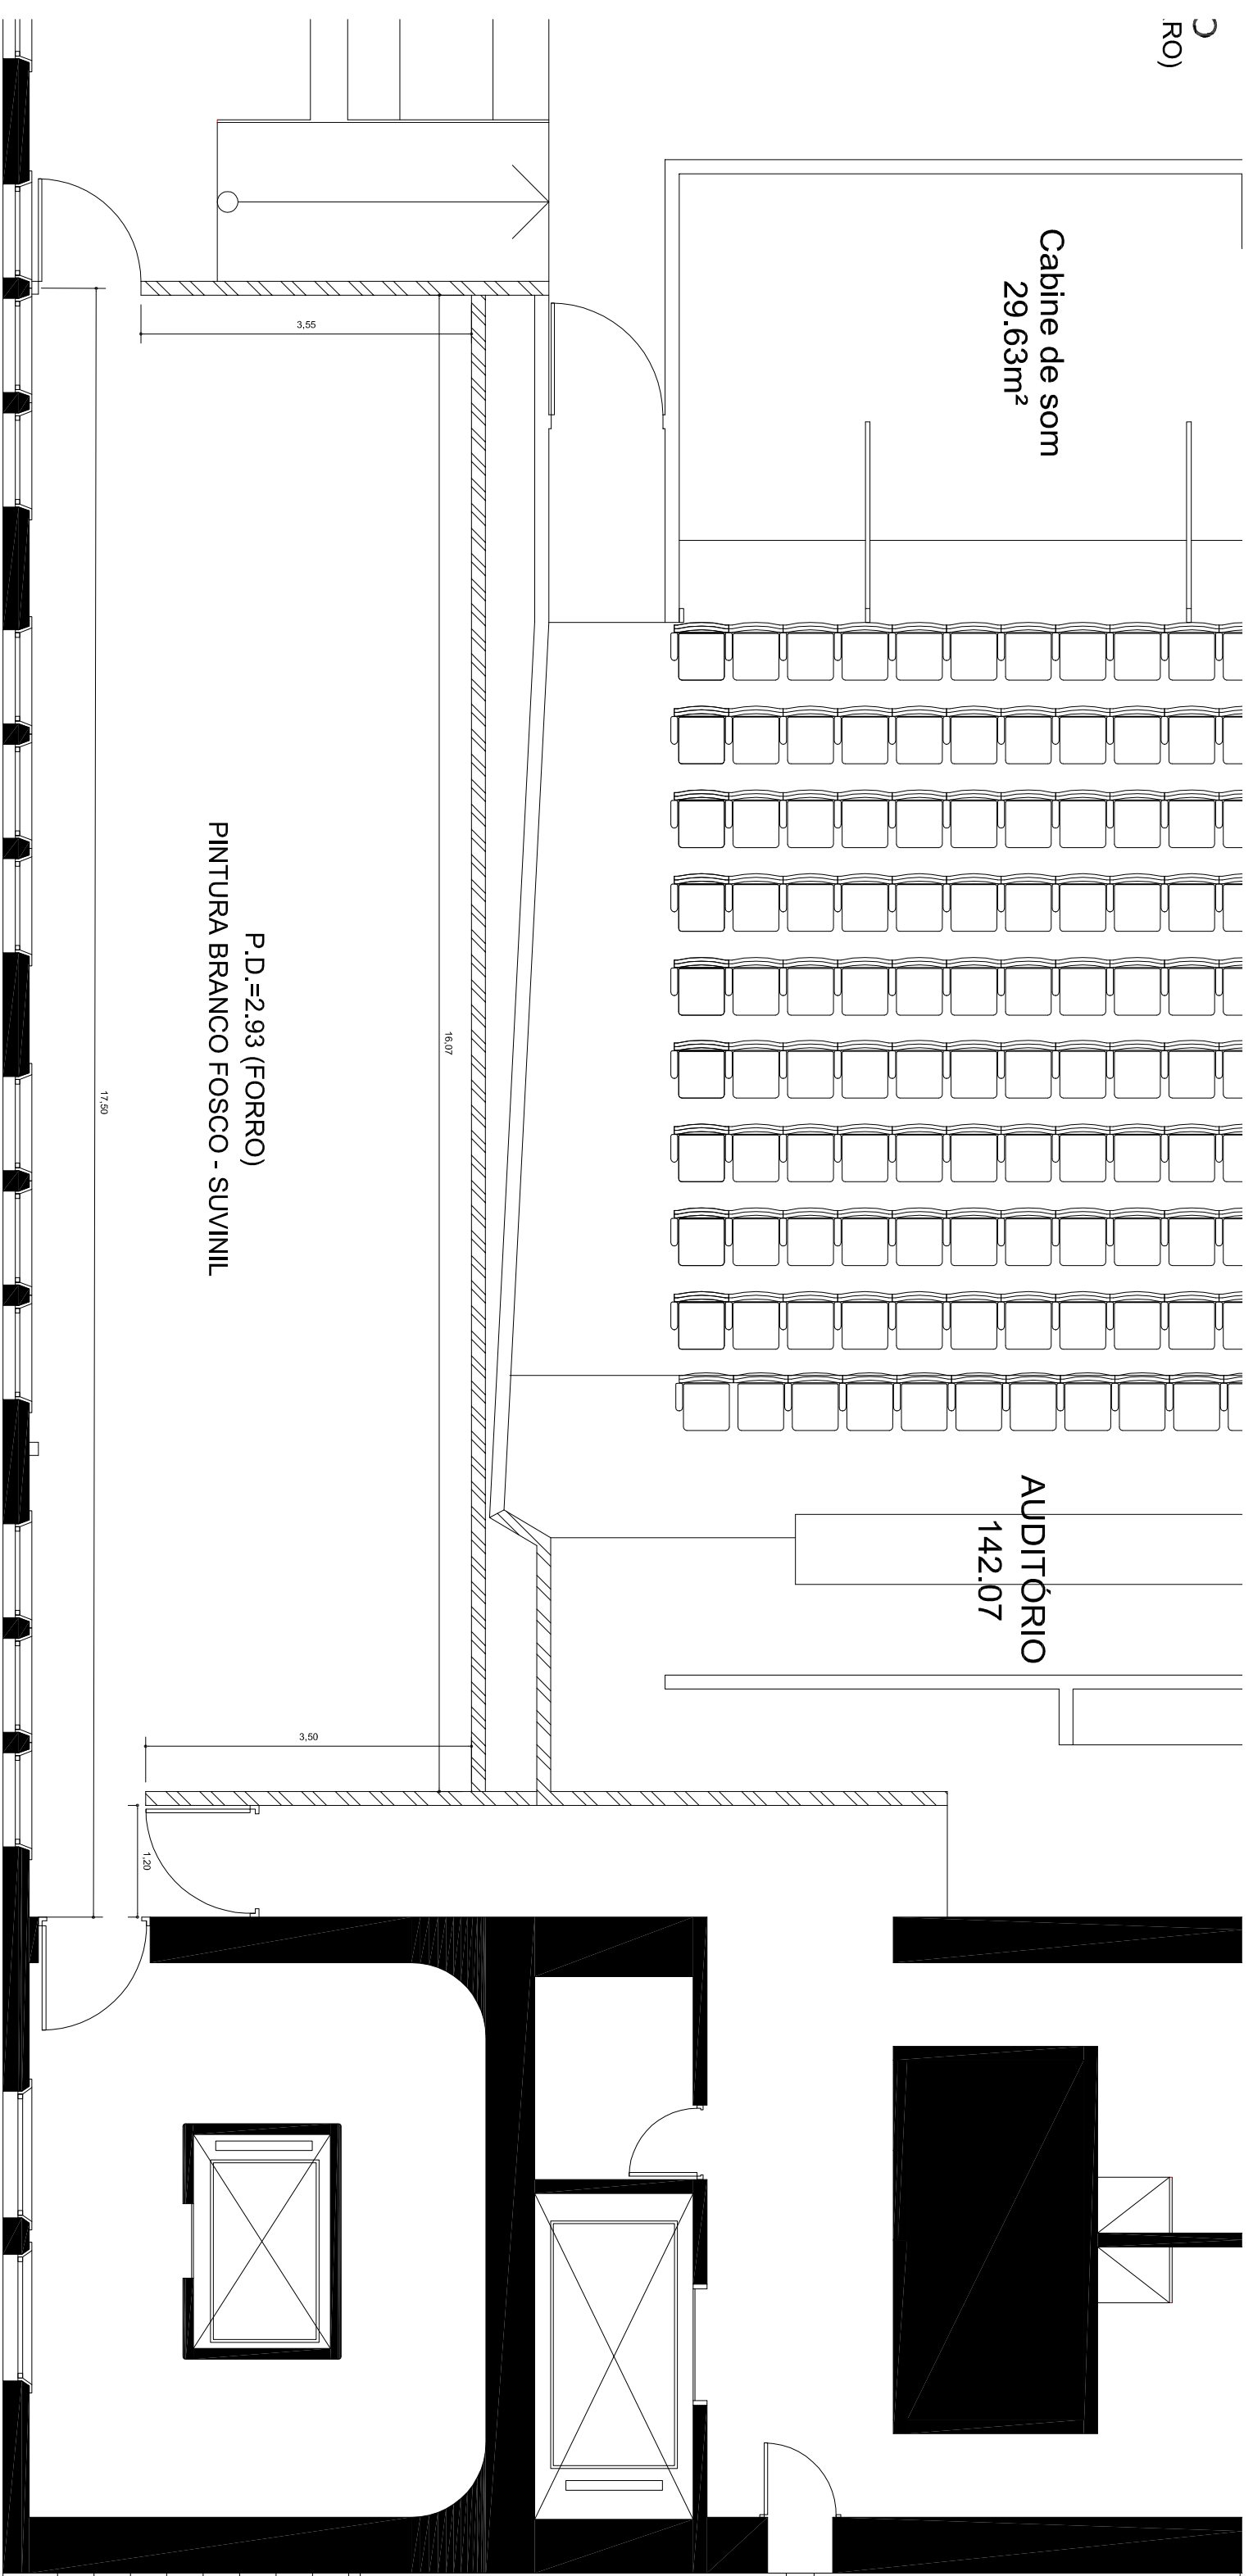 RO)
Cabine de som
29.63m²
3,55
16,07
17,50
P.D.=2.93 (FORRO)
PINTURA BRANCO FOSCO - SUVINIL
AUDITÓRIO
142.07
3,50
1,20